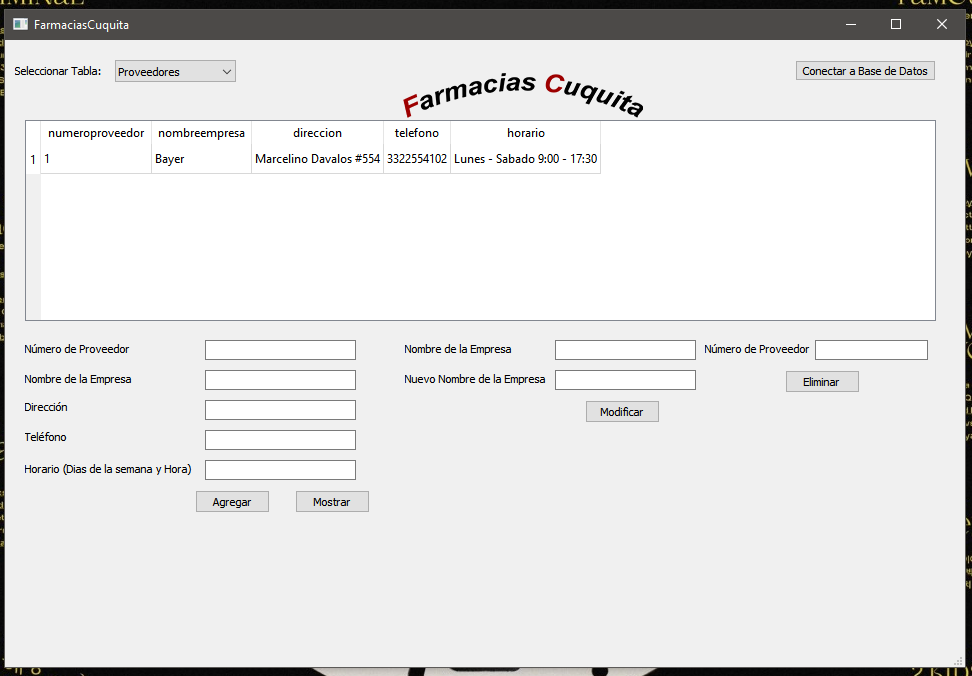 FarmaciasCuquita
Seleccionar Tabla: Proveedores
Conectar a Base de Datos
Farmacias Cuquita
numeroproveedor nombreempresa direccion telefono horario
1 1 Bayer Marcelino Davalos #554 3322554102 Lunes - Sabado 9:00 - 17:30
Número de Proveedor
Nombre de la Empresa
Dirección
Teléfono
Horario (Dias de la semana y Hora)
Agregar Mostrar
Nombre de la Empresa
Nuevo Nombre de la Empresa
Modificar
Número de Proveedor
Eliminar